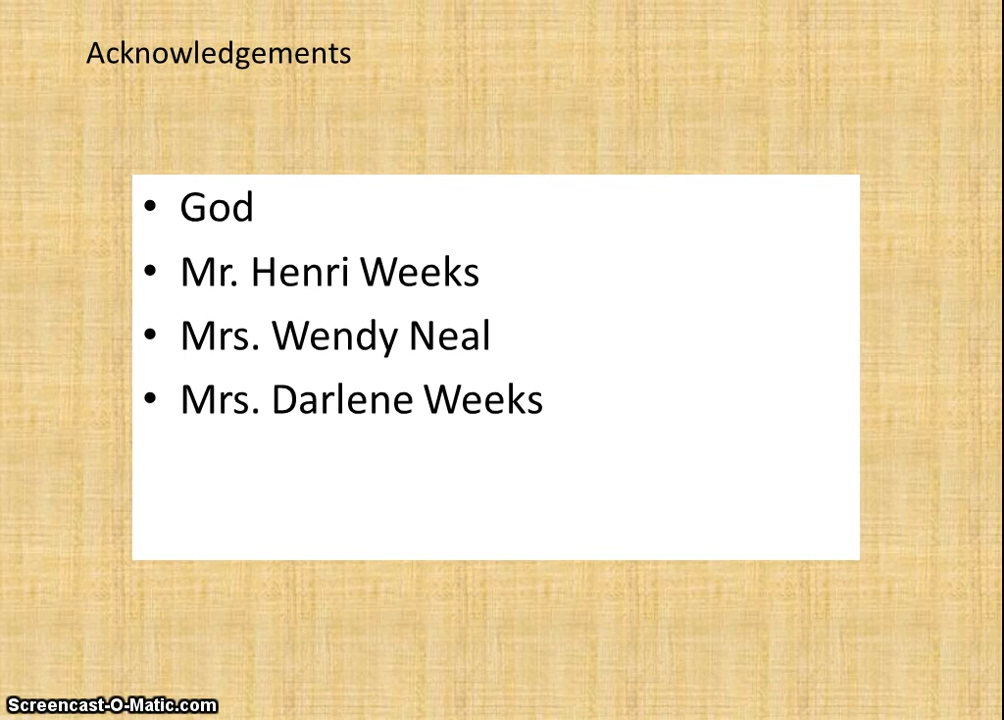 Acknowledgements
• God
• Mr. Henri Weeks
• Mrs. Wendy Neal
• Mrs. Darlene Weeks
Screencast-O-Matic.com